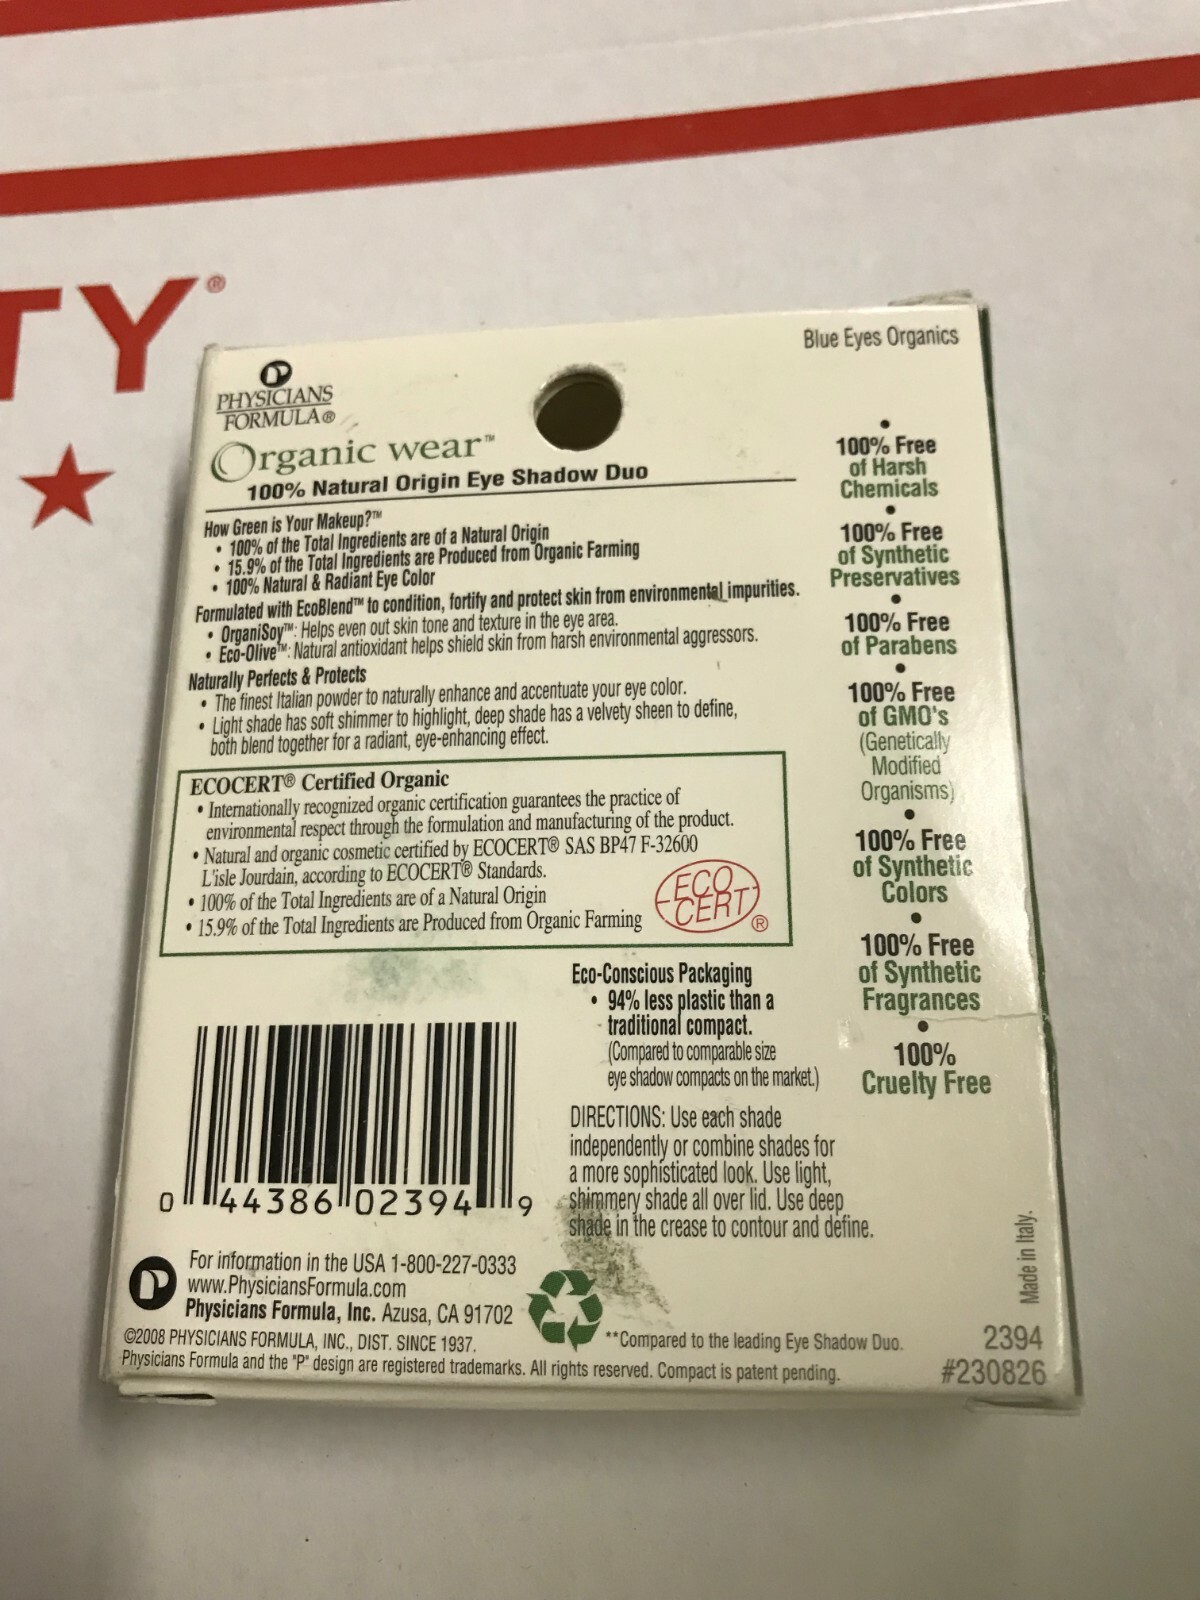 TY®
Blue Eyes Organics
PHYSICIANS
FORMULA®
Organic wear™
100% Natural Origin Eye Shadow Duo
How Green is Your Makeup?™
• 100% of the Total Ingredients are of a Natural Origin
• 15.9% of the Total Ingredients are Produced from Organic Farming
• 100% Natural & Radiant Eye Color
Formulated with EcoBlend™ to condition, fortify and protect skin from environmental impurities.
• OrganiSoy™: Helps even out skin tone and texture in the eye area.
• Eco-Olive™: Natural antioxidant helps shield skin from harsh environmental aggressors.
Naturally Perfects & Protects
• The finest Italian powder to naturally enhance and accentuate your eye color.
• Light shade has soft shimmer to highlight, deep shade has a velvety sheen to define,
both blend together for a radiant, eye-enhancing effect.
ECOCERT® Certified Organic
• Internationally recognized organic certification guarantees the practice of
environmental respect through the formulation and manufacturing of the product.
• Natural and organic cosmetic certified by ECOCERT® SAS BP47 F-32600
L'isle Jourdain, according to ECOCERT® Standards.
• 100% of the Total Ingredients are of a Natural Origin
• 15.9% of the Total Ingredients are Produced from Organic Farming
ECO
CERT
®
•
100% Free
of Harsh
Chemicals
•
100% Free
of Synthetic
Preservatives
•
100% Free
of Parabens
•
100% Free
of GMO's
(Genetically
Modified
Organisms)
•
100% Free
of Synthetic
Colors
•
100% Free
of Synthetic
Fragrances
•
100%
Cruelty Free
Eco-Conscious Packaging
• 94% less plastic than a
traditional compact.
(Compared to comparable size
eye shadow compacts on the market.)
DIRECTIONS: Use each shade
independently or combine shades for
a more sophisticated look. Use light,
shimmery shade all over lid. Use deep
shade in the crease to contour and define.
0 44386 02394 9
For information in the USA 1-800-227-0333
www.PhysiciansFormula.com
Physicians Formula, Inc. Azusa, CA 91702
©2008 PHYSICIANS FORMULA, INC., DIST. SINCE 1937.
**Compared to the leading Eye Shadow Duo.
Physicians Formula and the "P" design are registered trademarks. All rights reserved. Compact is patent pending.
Made in Italy.
2394
#230826